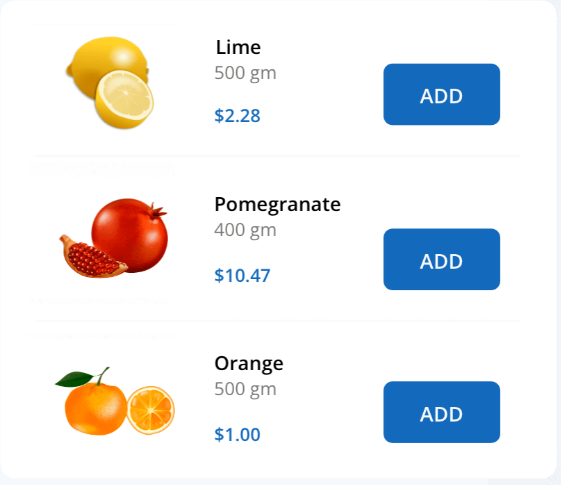 Lime
500 gm
$2.28
ADD
Pomegranate
400 gm
$10.47
ADD
Orange
500 gm
$1.00
ADD